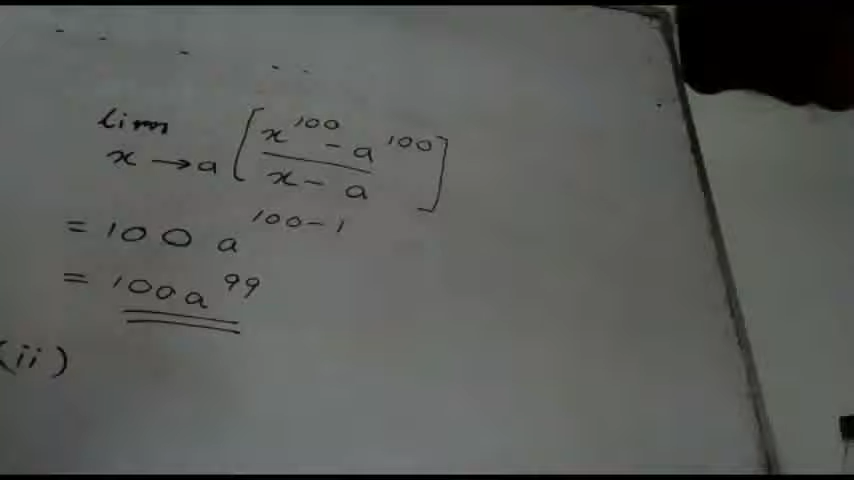 lim x→a [ (x^100 - a^100) / (x - a) ]
= 100 a^100-1
= 100a^99
(ii)